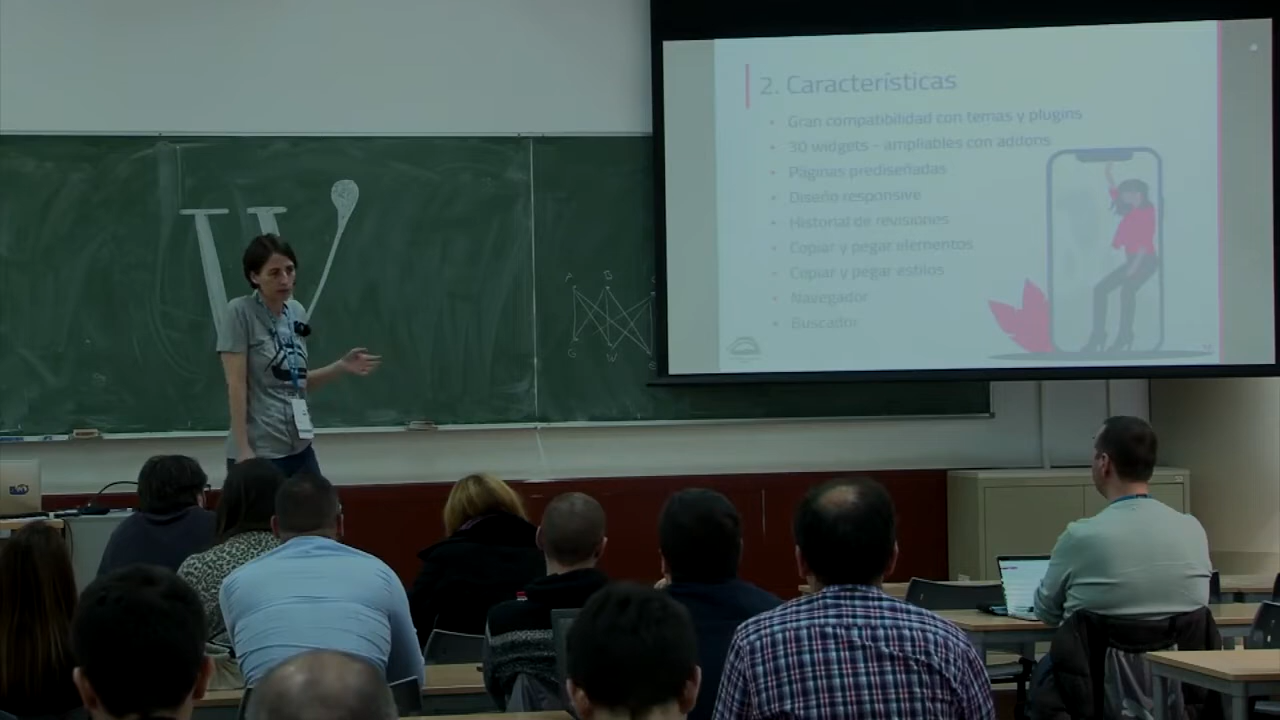 2. Características
• Gran compatibilidad con temas y plugins
• 30 widgets - ampliables con addons
• Páginas prediseñadas
• Diseño responsive
• Historial de revisiones
• Copiar y pegar elementos
• Copiar y pegar estilos
• Navegador
• Buscador
W
A B
G W